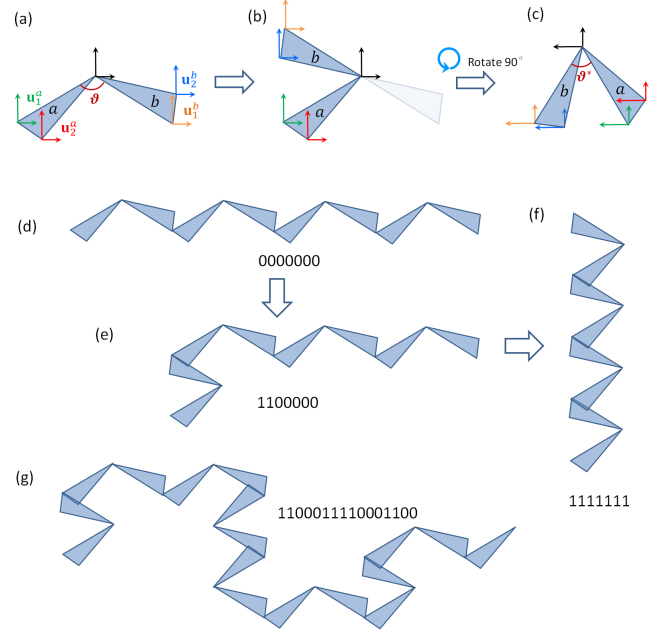 (a)
(b)
(c)
u₁ᵃ
a
u₂ᵃ
ϑ
b
u₂ᵇ
u₁ᵇ
b
a
Rotate 90°
ϑ*
b
a
(d)
0000000
(e)
1100000
(f)
1111111
(g)
1100011110001100